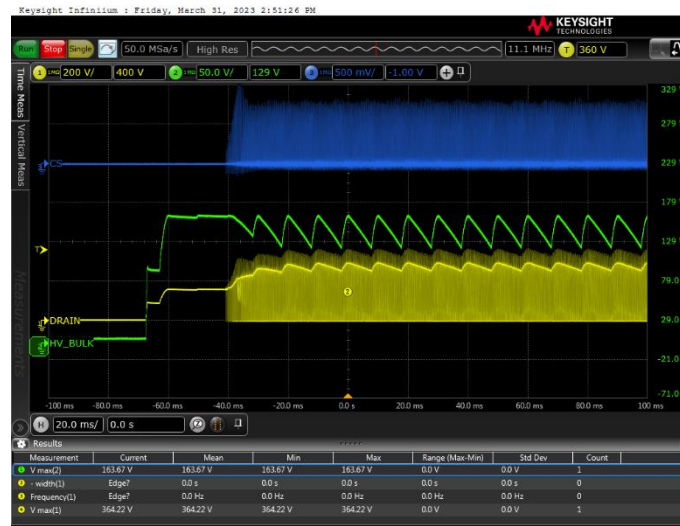 Keysight Infiniium : Friday, March 31, 2023 2:51:26 PM
KEYSIGHT
TECHNOLOGIES
Run Stop Single 50.0 MSa/s High Res 11.1 MHz T 360 V
1 1MΩ 200 V/ 400 V 2 1MΩ 50.0 V/ 129 V 3 1MΩ 500 mV/ -1.00 V
Time Meas
Vertical Meas
Measurements
329
279
CS
229
179
T
129
79.0
2
DRAIN
29.0
HV_BULK
-21.0
-71.0
-100 ms -80.0 ms -60.0 ms -40.0 ms -20.0 ms 0.0 s 20.0 ms 40.0 ms 60.0 ms 80.0 ms 100 ms
H 20.0 ms/ 0.0 s
Results
Measurement Current Mean Min Max Range (Max-Min) Std Dev Count
V max(2) 163.67 V 163.67 V 163.67 V 163.67 V 0.0 V 0.0 V 1
- width(1) Edge? 0.0 s 0.0 s 0.0 s 0.0 s 0.0 s 0
Frequency(1) Edge? 0.0 Hz 0.0 Hz 0.0 Hz 0.0 Hz 0.0 Hz 0
V max(1) 364.22 V 364.22 V 364.22 V 364.22 V 0.0 V 0.0 V 1